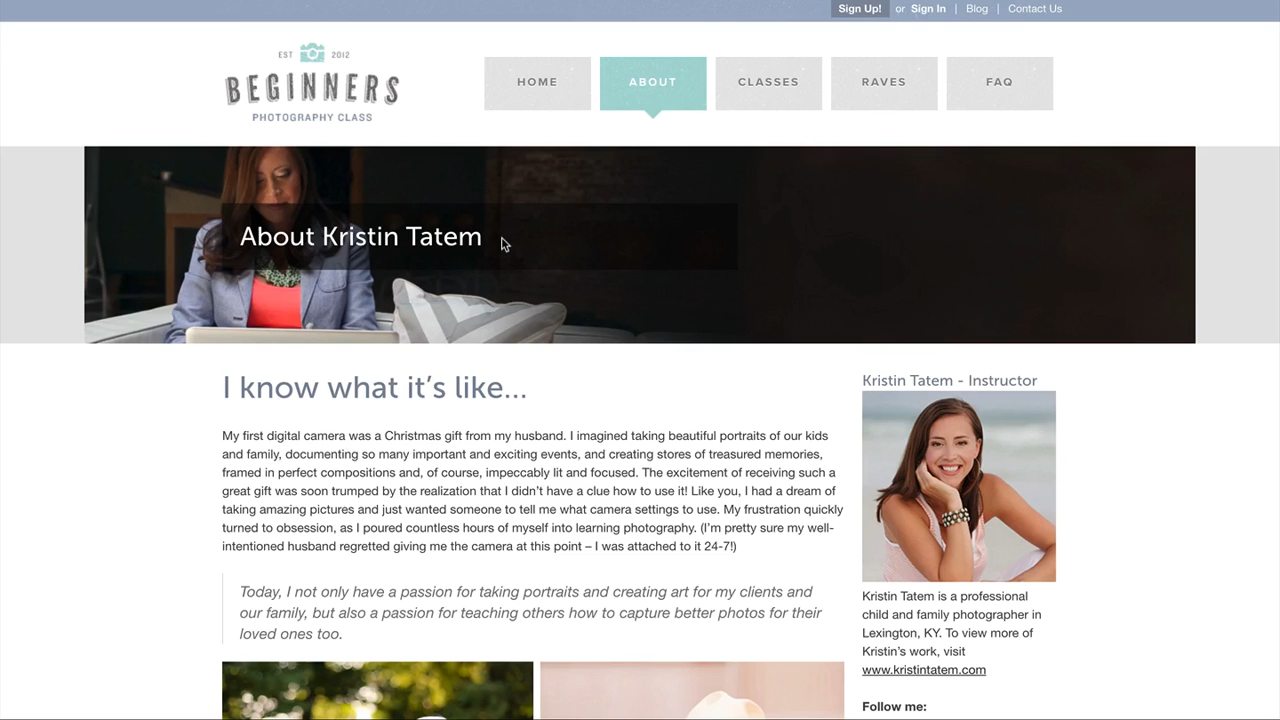 Sign Up! or Sign In | Blog | Contact Us
EST 2012
BEGINNERS
PHOTOGRAPHY CLASS
HOME
ABOUT
CLASSES
RAVES
FAQ
About Kristin Tatem
I know what it's like...
My first digital camera was a Christmas gift from my husband. I imagined taking beautiful portraits of our kids
and family, documenting so many important and exciting events, and creating stores of treasured memories,
framed in perfect compositions and, of course, impeccably lit and focused. The excitement of receiving such a
great gift was soon trumped by the realization that I didn't have a clue how to use it! Like you, I had a dream of
taking amazing pictures and just wanted someone to tell me what camera settings to use. My frustration quickly
turned to obsession, as I poured countless hours of myself into learning photography. (I'm pretty sure my well-
intentioned husband regretted giving me the camera at this point – I was attached to it 24-7!)
Today, I not only have a passion for taking portraits and creating art for my clients and
our family, but also a passion for teaching others how to capture better photos for their
loved ones too.
Kristin Tatem - Instructor
Kristin Tatem is a professional
child and family photographer in
Lexington, KY. To view more of
Kristin's work, visit
www.kristintatem.com
Follow me: